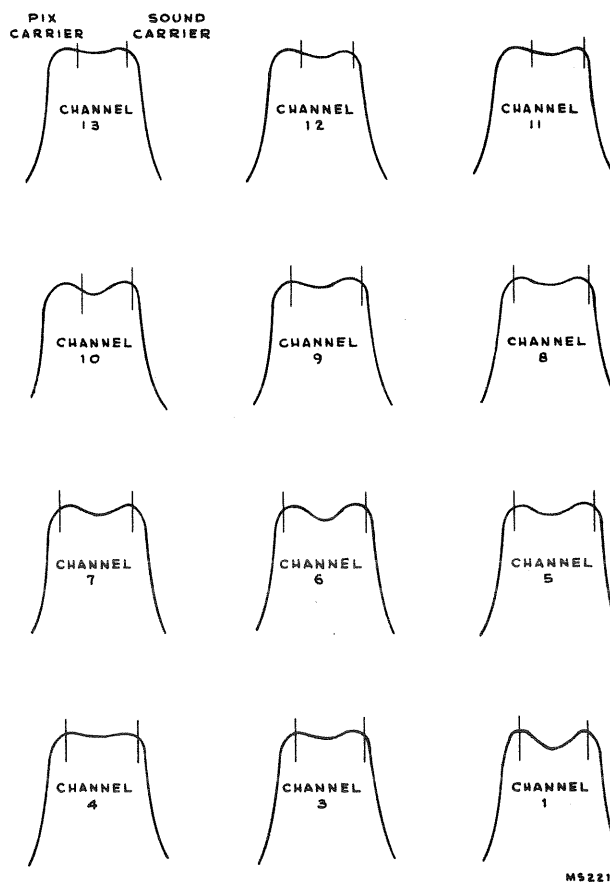 PIX CARRIER
SOUND CARRIER
CHANNEL
13
CHANNEL
12
CHANNEL
11
CHANNEL
10
CHANNEL
9
CHANNEL
8
CHANNEL
7
CHANNEL
6
CHANNEL
5
CHANNEL
4
CHANNEL
3
CHANNEL
1
MS221